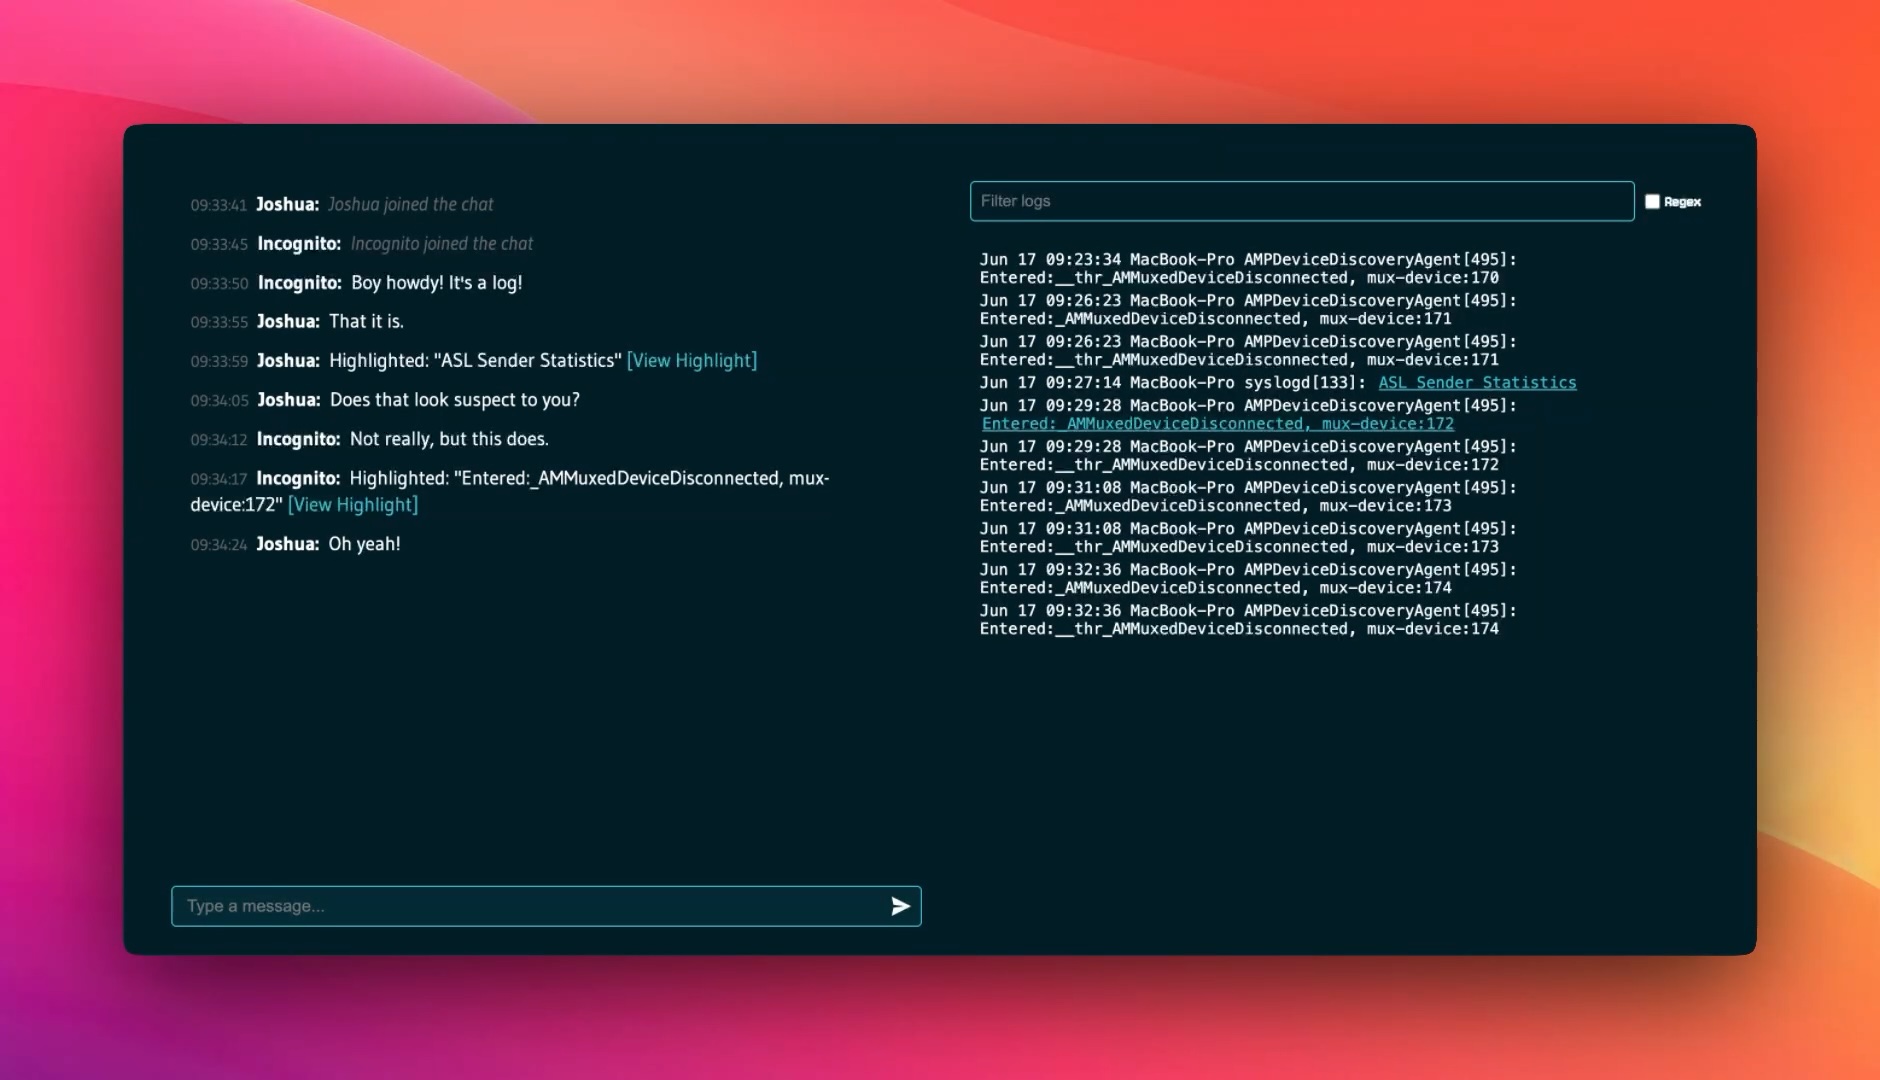 09:33:41 Joshua: Joshua joined the chat
09:33:45 Incognito: Incognito joined the chat
09:33:50 Incognito: Boy howdy! It's a log!
09:33:55 Joshua: That it is.
09:33:59 Joshua: Highlighted: "ASL Sender Statistics" [View Highlight]
09:34:05 Joshua: Does that look suspect to you?
09:34:12 Incognito: Not really, but this does.
09:34:17 Incognito: Highlighted: "Entered:_AMMuxedDeviceDisconnected, mux-
device:172" [View Highlight]
09:34:24 Joshua: Oh yeah!
Type a message...
Filter logs
Regex
Jun 17 09:23:34 MacBook-Pro AMPDeviceDiscoveryAgent[495]:
Entered:__thr_AMMuxedDeviceDisconnected, mux-device:170
Jun 17 09:26:23 MacBook-Pro AMPDeviceDiscoveryAgent[495]:
Entered:_AMMuxedDeviceDisconnected, mux-device:171
Jun 17 09:26:23 MacBook-Pro AMPDeviceDiscoveryAgent[495]:
Entered:__thr_AMMuxedDeviceDisconnected, mux-device:171
Jun 17 09:27:14 MacBook-Pro syslogd[133]: ASL Sender Statistics
Jun 17 09:29:28 MacBook-Pro AMPDeviceDiscoveryAgent[495]:
Entered:_AMMuxedDeviceDisconnected, mux-device:172
Jun 17 09:29:28 MacBook-Pro AMPDeviceDiscoveryAgent[495]:
Entered:__thr_AMMuxedDeviceDisconnected, mux-device:172
Jun 17 09:31:08 MacBook-Pro AMPDeviceDiscoveryAgent[495]:
Entered:_AMMuxedDeviceDisconnected, mux-device:173
Jun 17 09:31:08 MacBook-Pro AMPDeviceDiscoveryAgent[495]:
Entered:__thr_AMMuxedDeviceDisconnected, mux-device:173
Jun 17 09:32:36 MacBook-Pro AMPDeviceDiscoveryAgent[495]:
Entered:_AMMuxedDeviceDisconnected, mux-device:174
Jun 17 09:32:36 MacBook-Pro AMPDeviceDiscoveryAgent[495]:
Entered:__thr_AMMuxedDeviceDisconnected, mux-device:174